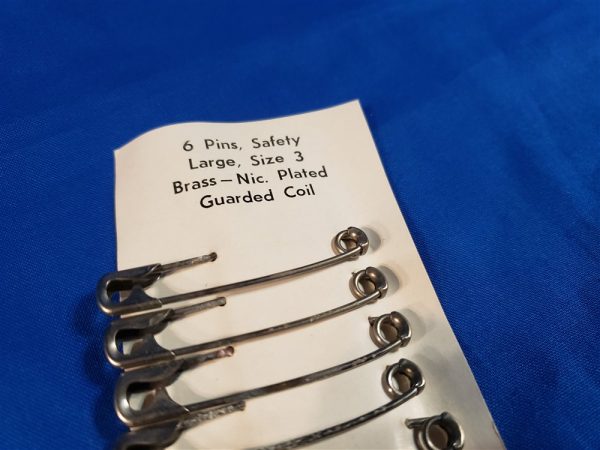 6 Pins, Safety
Large, Size 3
Brass — Nic. Plated
Guarded Coil